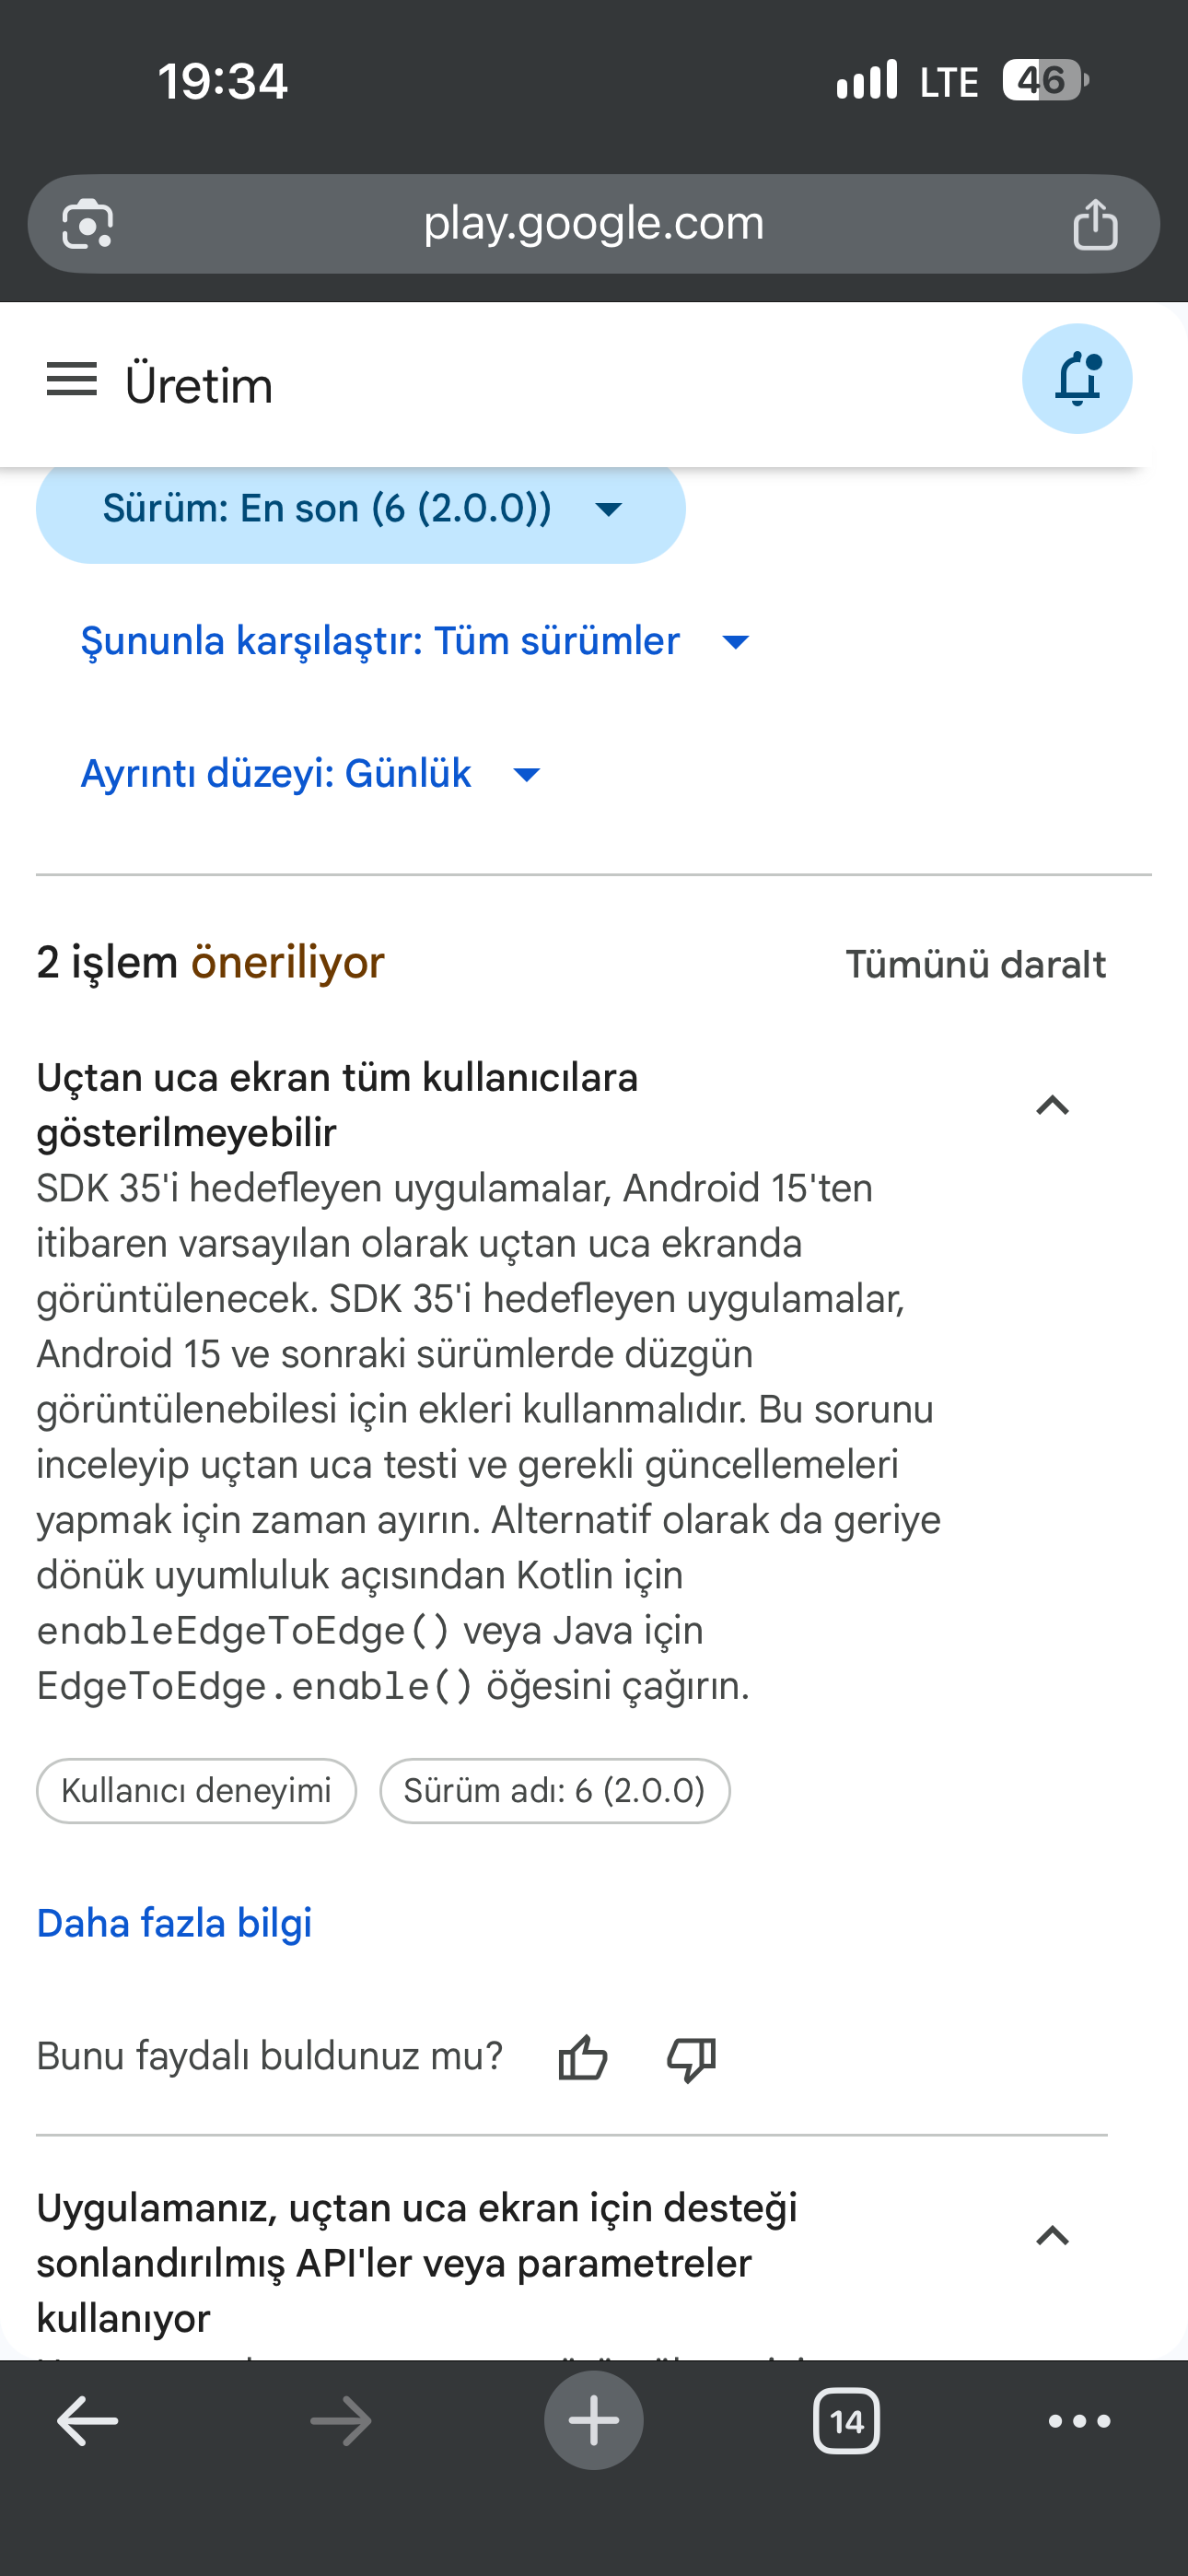 19:34
LTE
46
play.google.com
Üretim
Sürüm: En son (6 (2.0.0))
Şununla karşılaştır: Tüm sürümler
Ayrıntı düzeyi: Günlük
2 işlem öneriliyor
Tümünü daralt
Uçtan uca ekran tüm kullanıcılara
gösterilmeyebilir
SDK 35'i hedefleyen uygulamalar, Android 15'ten
itibaren varsayılan olarak uçtan uca ekranda
görüntülenecek. SDK 35'i hedefleyen uygulamalar,
Android 15 ve sonraki sürümlerde düzgün
görüntülenebilesi için ekleri kullanmalıdır. Bu sorunu
inceleyip uçtan uca testi ve gerekli güncellemeleri
yapmak için zaman ayırın. Alternatif olarak da geriye
dönük uyumluluk açısından Kotlin için
enableEdgeToEdge() veya Java için
EdgeToEdge.enable() öğesini çağırın.
Kullanıcı deneyimi
Sürüm adı: 6 (2.0.0)
Daha fazla bilgi
Bunu faydalı buldunuz mu?
Uygulamanız, uçtan uca ekran için desteği
sonlandırılmış API'ler veya parametreler
kullanıyor
14